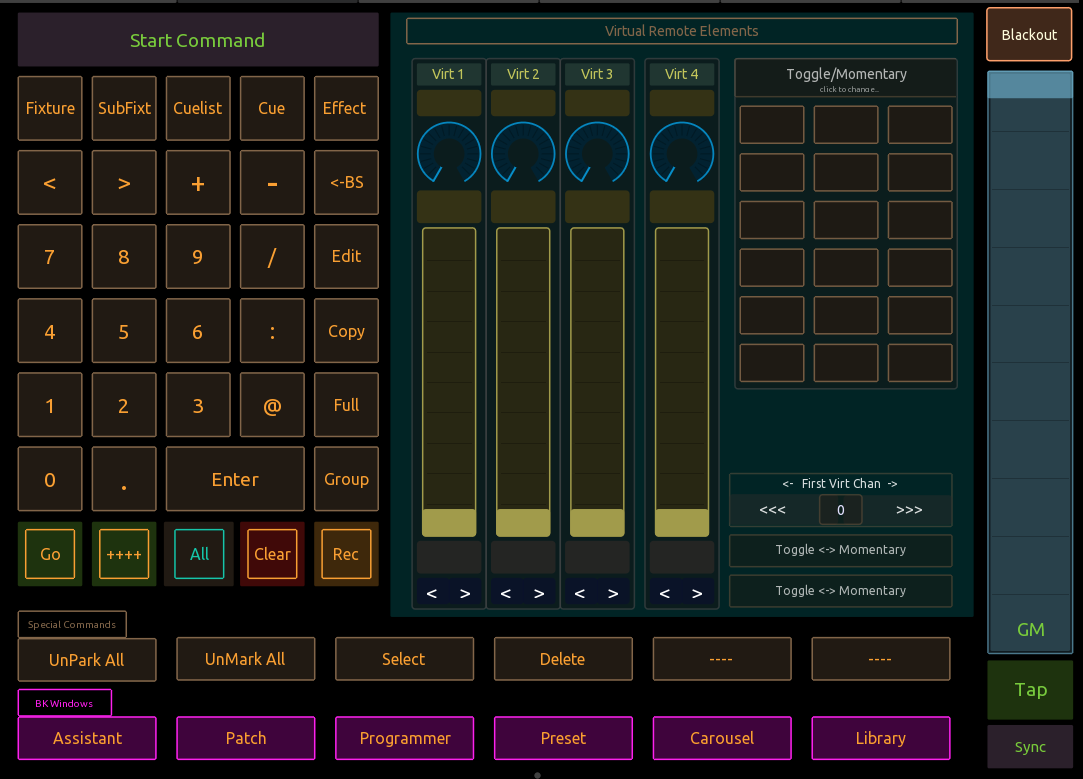 Start Command
Virtual Remote Elements
Blackout
Virt 1 Virt 2 Virt 3 Virt 4
Toggle/Momentary
click to change..
Fixture SubFixt Cuelist Cue Effect
< > + - <-BS
7 8 9 / Edit
4 5 6 : Copy
1 2 3 @ Full
0 . Enter Group
<- First Virt Chan ->
<<< 0 >>>
Go ++++ All Clear Rec
Toggle <-> Momentary
Toggle <-> Momentary
< > < > < > < >
Special Commands
GM
UnPark All UnMark All Select Delete ---- ----
Tap
BKWindows
Assistant Patch Programmer Preset Carousel Library
Sync